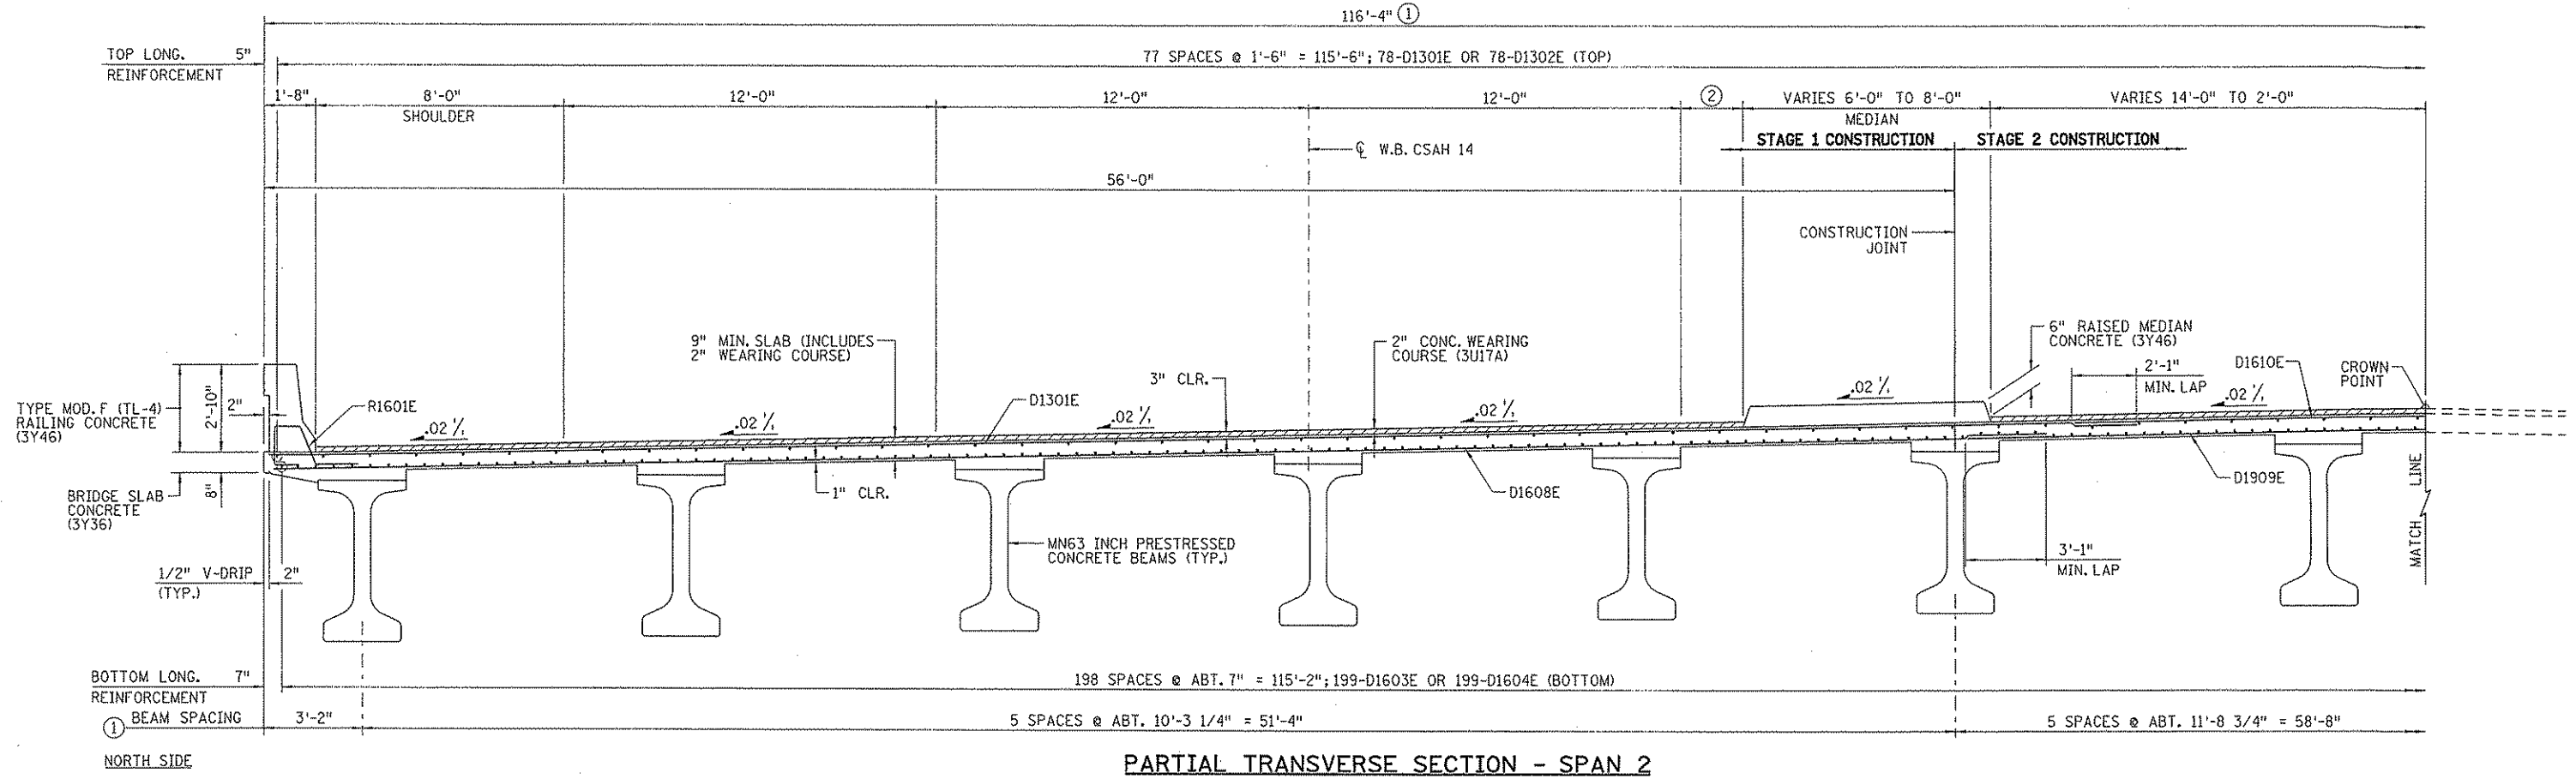 116'-4" ①
TOP LONG. 5"
REINFORCEMENT
77 SPACES @ 1'-6" = 115'-6"; 78-D1301E OR 78-D1302E (TOP)
1'-8"
8'-0"
SHOULDER
12'-0"
12'-0"
12'-0"
②
VARIES 6'-0" TO 8'-0"
MEDIAN
VARIES 14'-0" TO 2'-0"
STAGE 1 CONSTRUCTION
STAGE 2 CONSTRUCTION
℄ W.B. CSAH 14
56'-0"
CONSTRUCTION
JOINT
9" MIN. SLAB (INCLUDES
2" WEARING COURSE)
2" CONC. WEARING
COURSE (3U17A)
6" RAISED MEDIAN
CONCRETE (3Y46)
3" CLR.
2'-1"
MIN. LAP
D1610E
CROWN
POINT
TYPE MOD. F (TL-4)
RAILING CONCRETE
(3Y46)
2'-10"
2"
R1601E
D1301E
.02 '/,
.02 '/,
.02 '/,
.02 '/,
.02 '/,
.02 '/,
BRIDGE SLAB
CONCRETE
(3Y36)
8"
1" CLR.
D1608E
D1909E
MATCH LINE
MN63 INCH PRESTRESSED
CONCRETE BEAMS (TYP.)
3'-1"
MIN. LAP
1/2" V-DRIP
(TYP.)
2"
BOTTOM LONG. 7"
REINFORCEMENT
198 SPACES @ ABT. 7" = 115'-2"; 199-D1603E OR 199-D1604E (BOTTOM)
① BEAM SPACING
3'-2"
5 SPACES @ ABT. 10'-3 1/4" = 51'-4"
5 SPACES @ ABT. 11'-8 3/4" = 58'-8"
NORTH SIDE
PARTIAL TRANSVERSE SECTION - SPAN 2